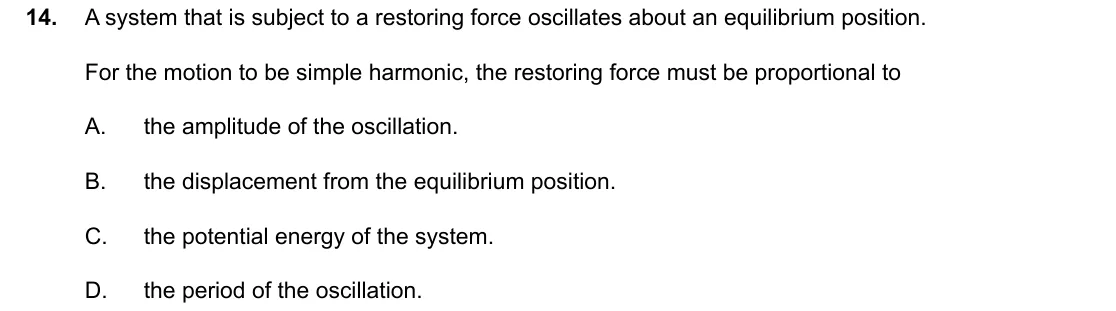 14. A system that is subject to a restoring force oscillates about an equilibrium position.
For the motion to be simple harmonic, the restoring force must be proportional to
A. the amplitude of the oscillation.
B. the displacement from the equilibrium position.
C. the potential energy of the system.
D. the period of the oscillation.